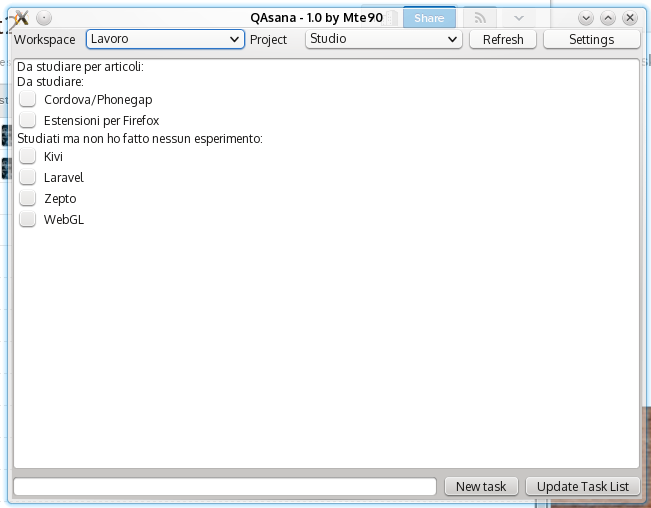 QAsana - 1.0 by Mte90
Share
Workspace Lavoro Project Studio Refresh Settings
Da studiare per articoli:
Da studiare:
Cordova/Phonegap
Estensioni per Firefox
Studiati ma non ho fatto nessun esperimento:
Kivi
Laravel
Zepto
WebGL
New task Update Task List